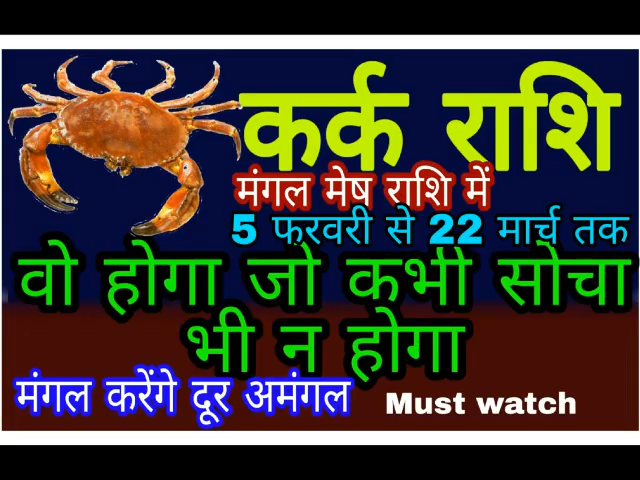 कर्क राशि
मंगल मेष राशि में
5 फरवरी से 22 मार्च तक
वो होगा जो कभी सोचा
भी न होगा
मंगल करेंगे दूर अमंगल
Must watch